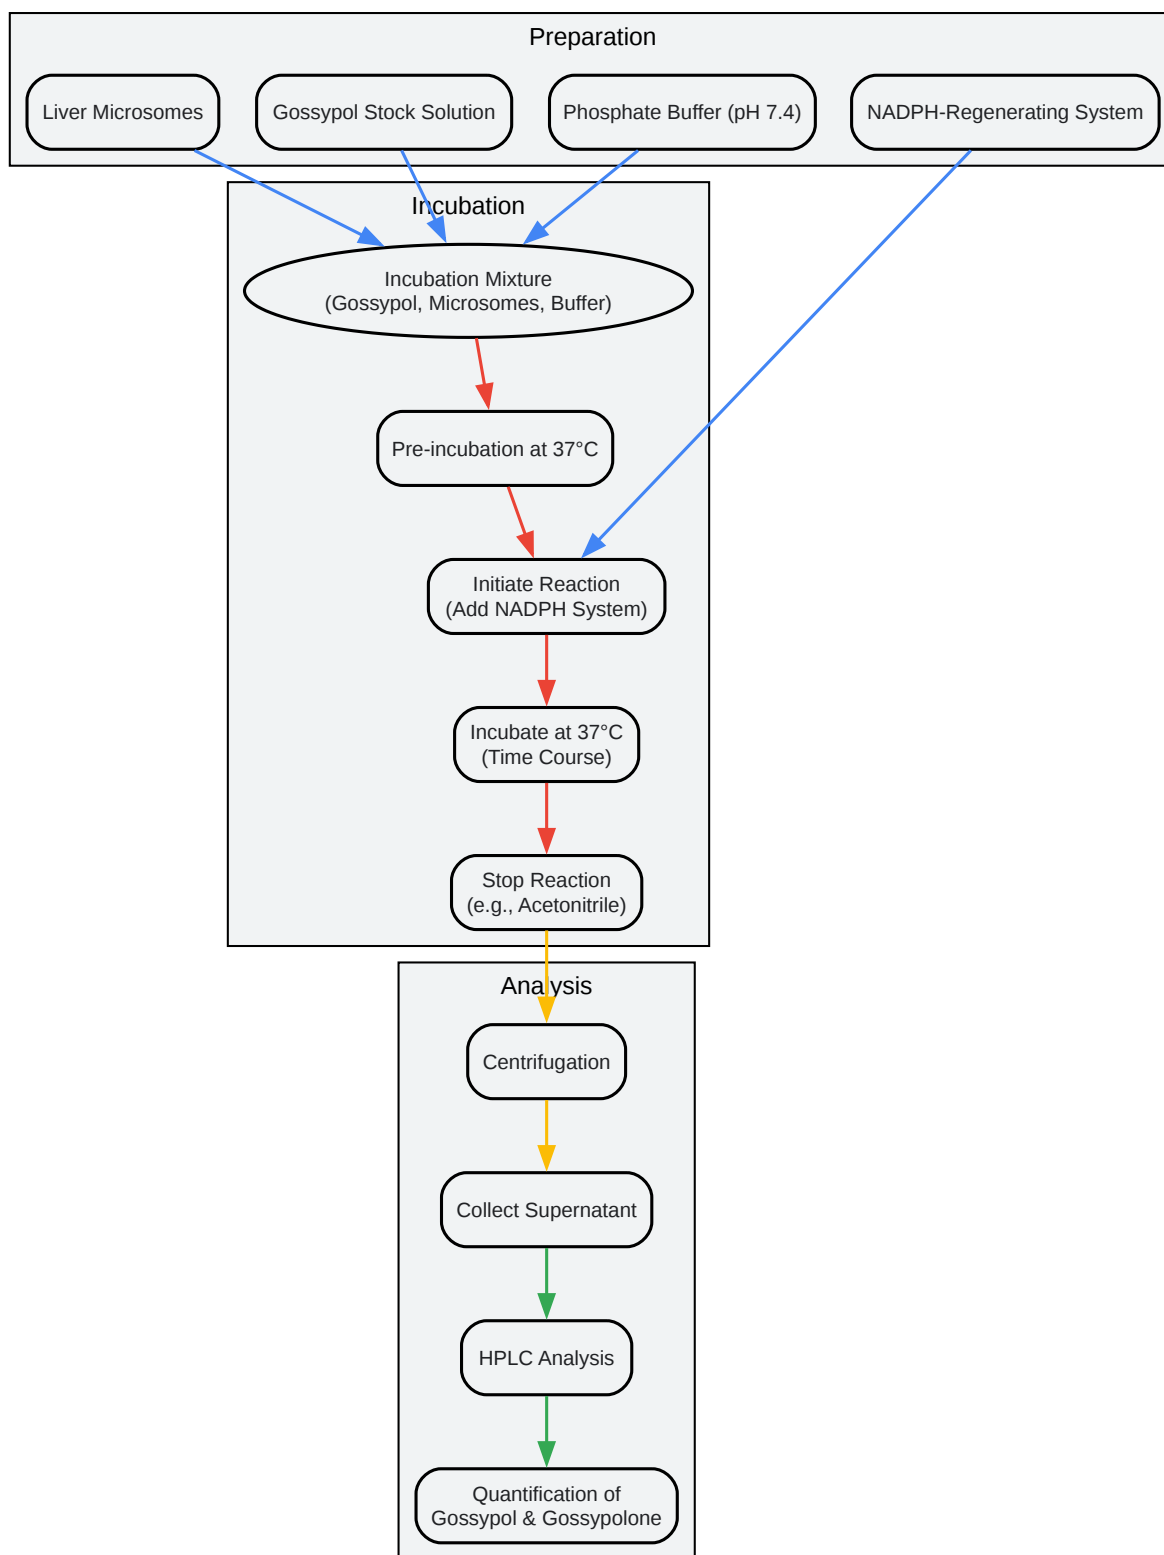 Preparation
Liver Microsomes
Gossypol Stock Solution
Phosphate Buffer (pH 7.4)
NADPH-Regenerating System
Incubation
Incubation Mixture
(Gossypol, Microsomes, Buffer)
Pre-incubation at 37°C
Initiate Reaction
(Add NADPH System)
Incubate at 37°C
(Time Course)
Stop Reaction
(e.g., Acetonitrile)
Analysis
Centrifugation
Collect Supernatant
HPLC Analysis
Quantification of
Gossypol & Gossypolone